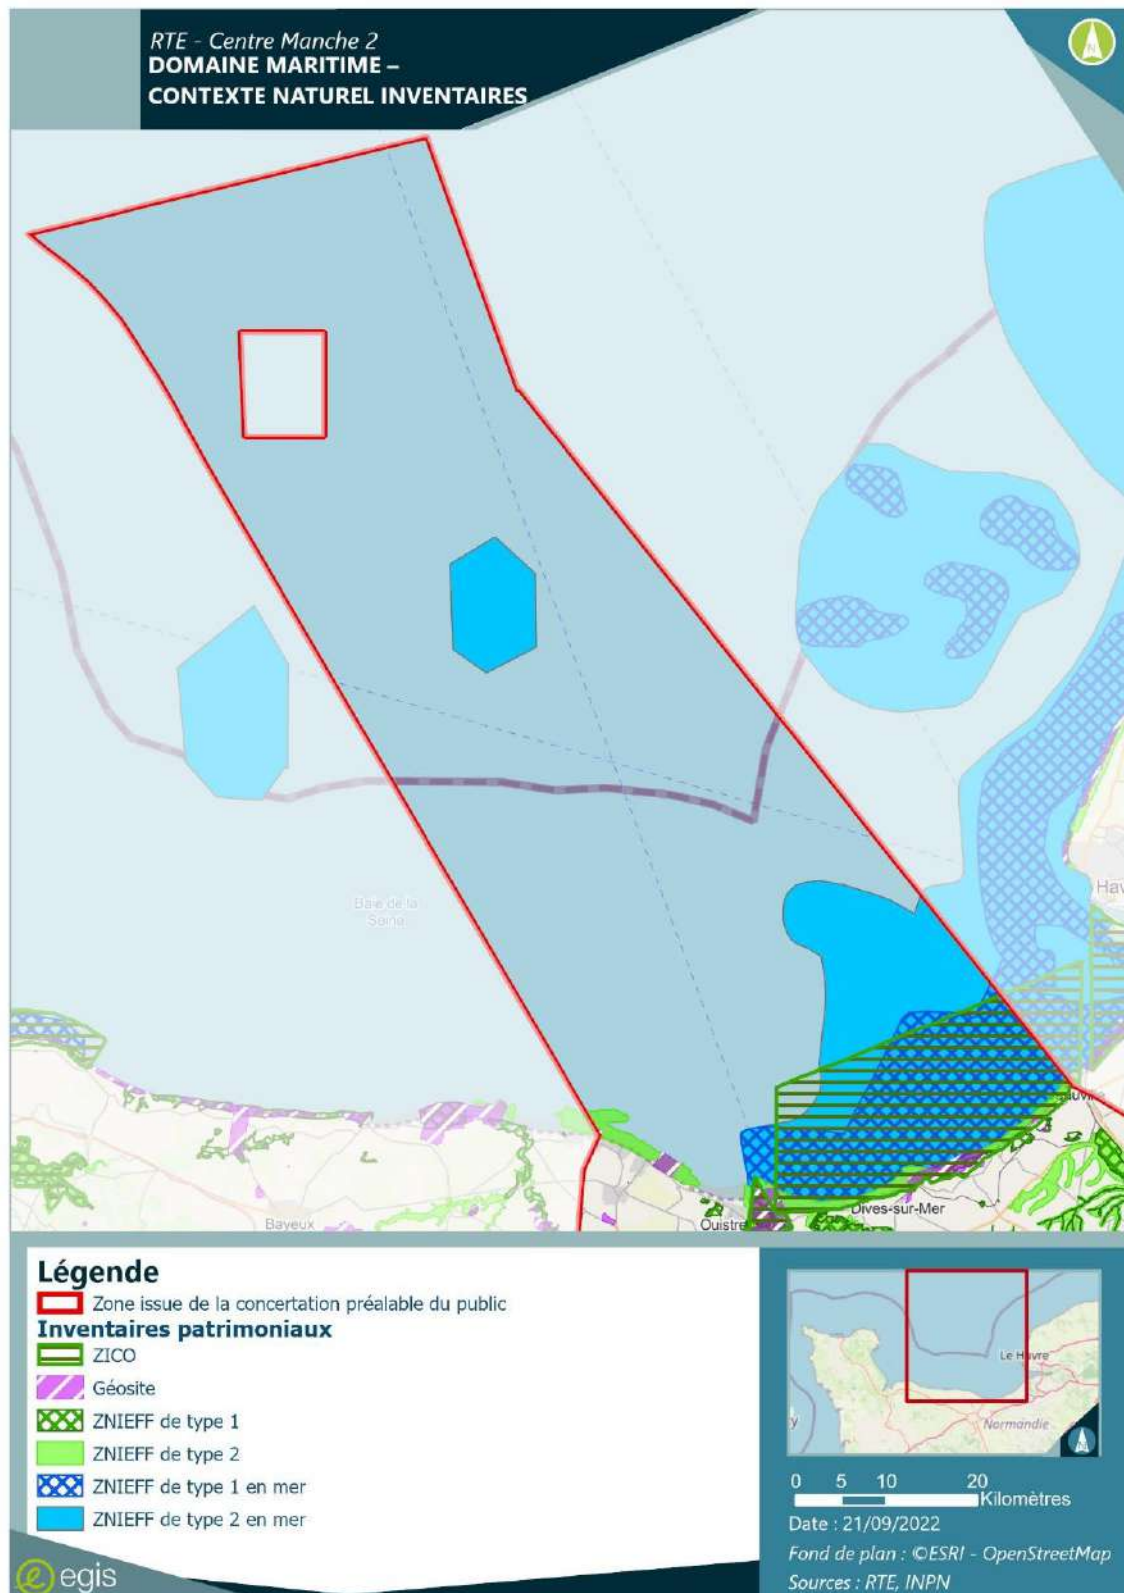 RTE - Centre Manche 2
DOMAINE MARITIME –
CONTEXTE NATUREL INVENTAIRES
N
Baie de la
Seine
Bayeux
Ouistre
Dives-sur-Mer
Légende
Zone issue de la concertation préalable du public
Inventaires patrimoniaux
ZICO
Géosite
ZNIEFF de type 1
ZNIEFF de type 2
ZNIEFF de type 1 en mer
ZNIEFF de type 2 en mer
egis
Le Havre
Normandie
0 5 10 20
Kilomètres
Date : 21/09/2022
Fond de plan : ©ESRI - OpenStreetMap
Sources : RTE, INPN